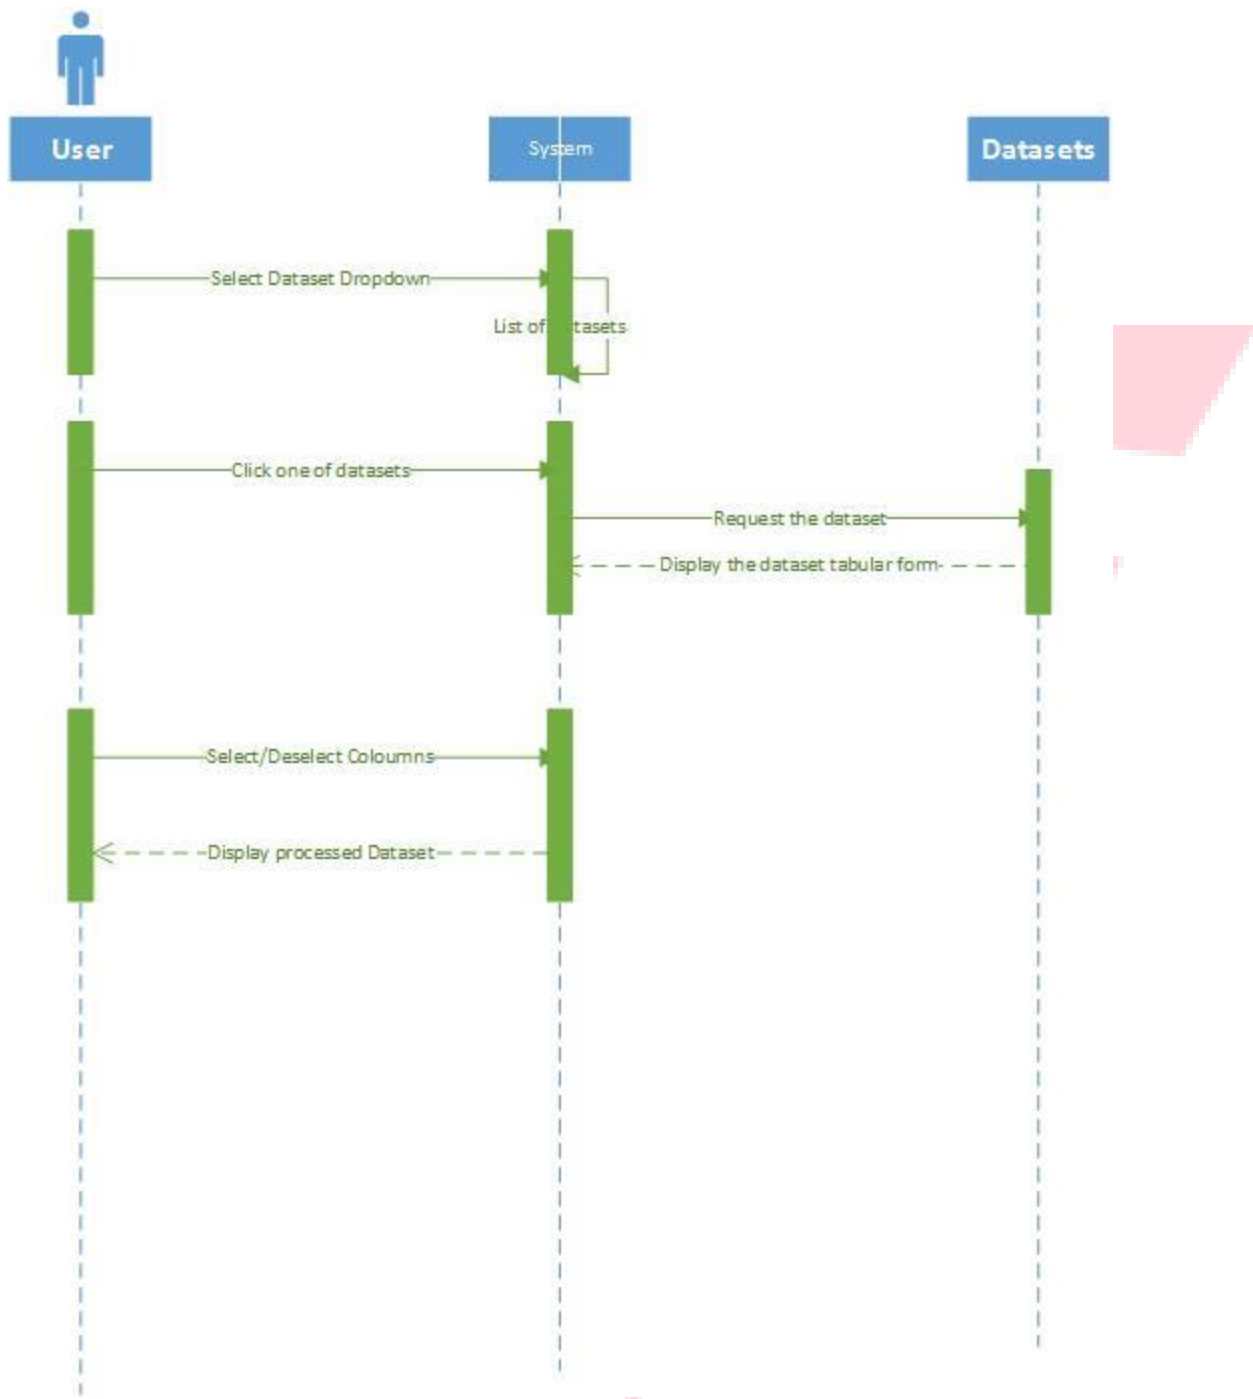 User
System
Datasets
Select Dataset Dropdown
List of tasets
Click one of datasets
Request the dataset
Display the dataset tabular form
Select/Deselect Coloumns
Display processed Dataset